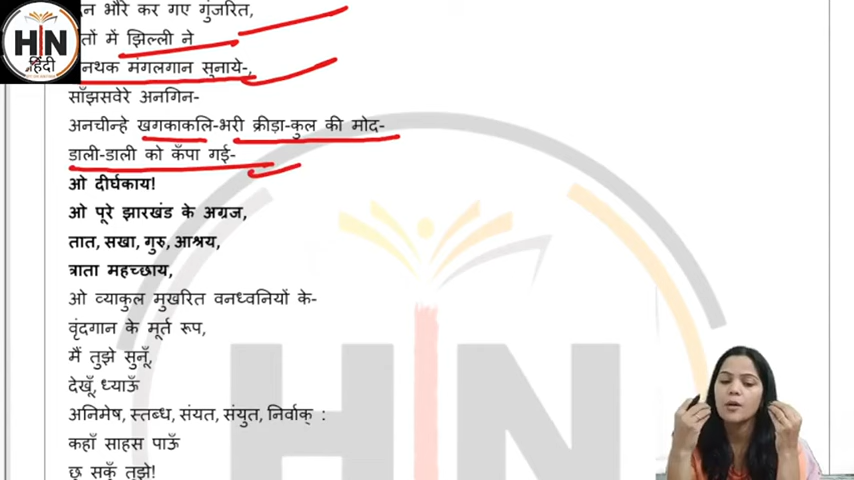 भौंरे कर गए गुंजरित,
में झिल्ली ने
मंगलगान सुनाये-,
साँझसवेरे अनगिन-
अनचीन्हे खगकाकलि-भरी क्रीड़ा-कुल की मोद-
डाली-डाली को कँपा गई-
ओ दीर्घकाय!
ओ पूरे झारखंड के अग्रज,
तात, सखा, गुरु, आश्रय,
त्राता महच्छाय,
ओ व्याकुल मुखरित वनध्वनियों के-
वृंदगान के मूर्त रूप,
मैं तुझे सुनूँ,
देखूँ, ध्याऊँ
अनिमेष, स्तब्ध, संयत, संयुत, निर्वाक् :
कहाँ साहस पाऊँ
छू सकूँ तुझे!
HIN
हिंदी
HIN